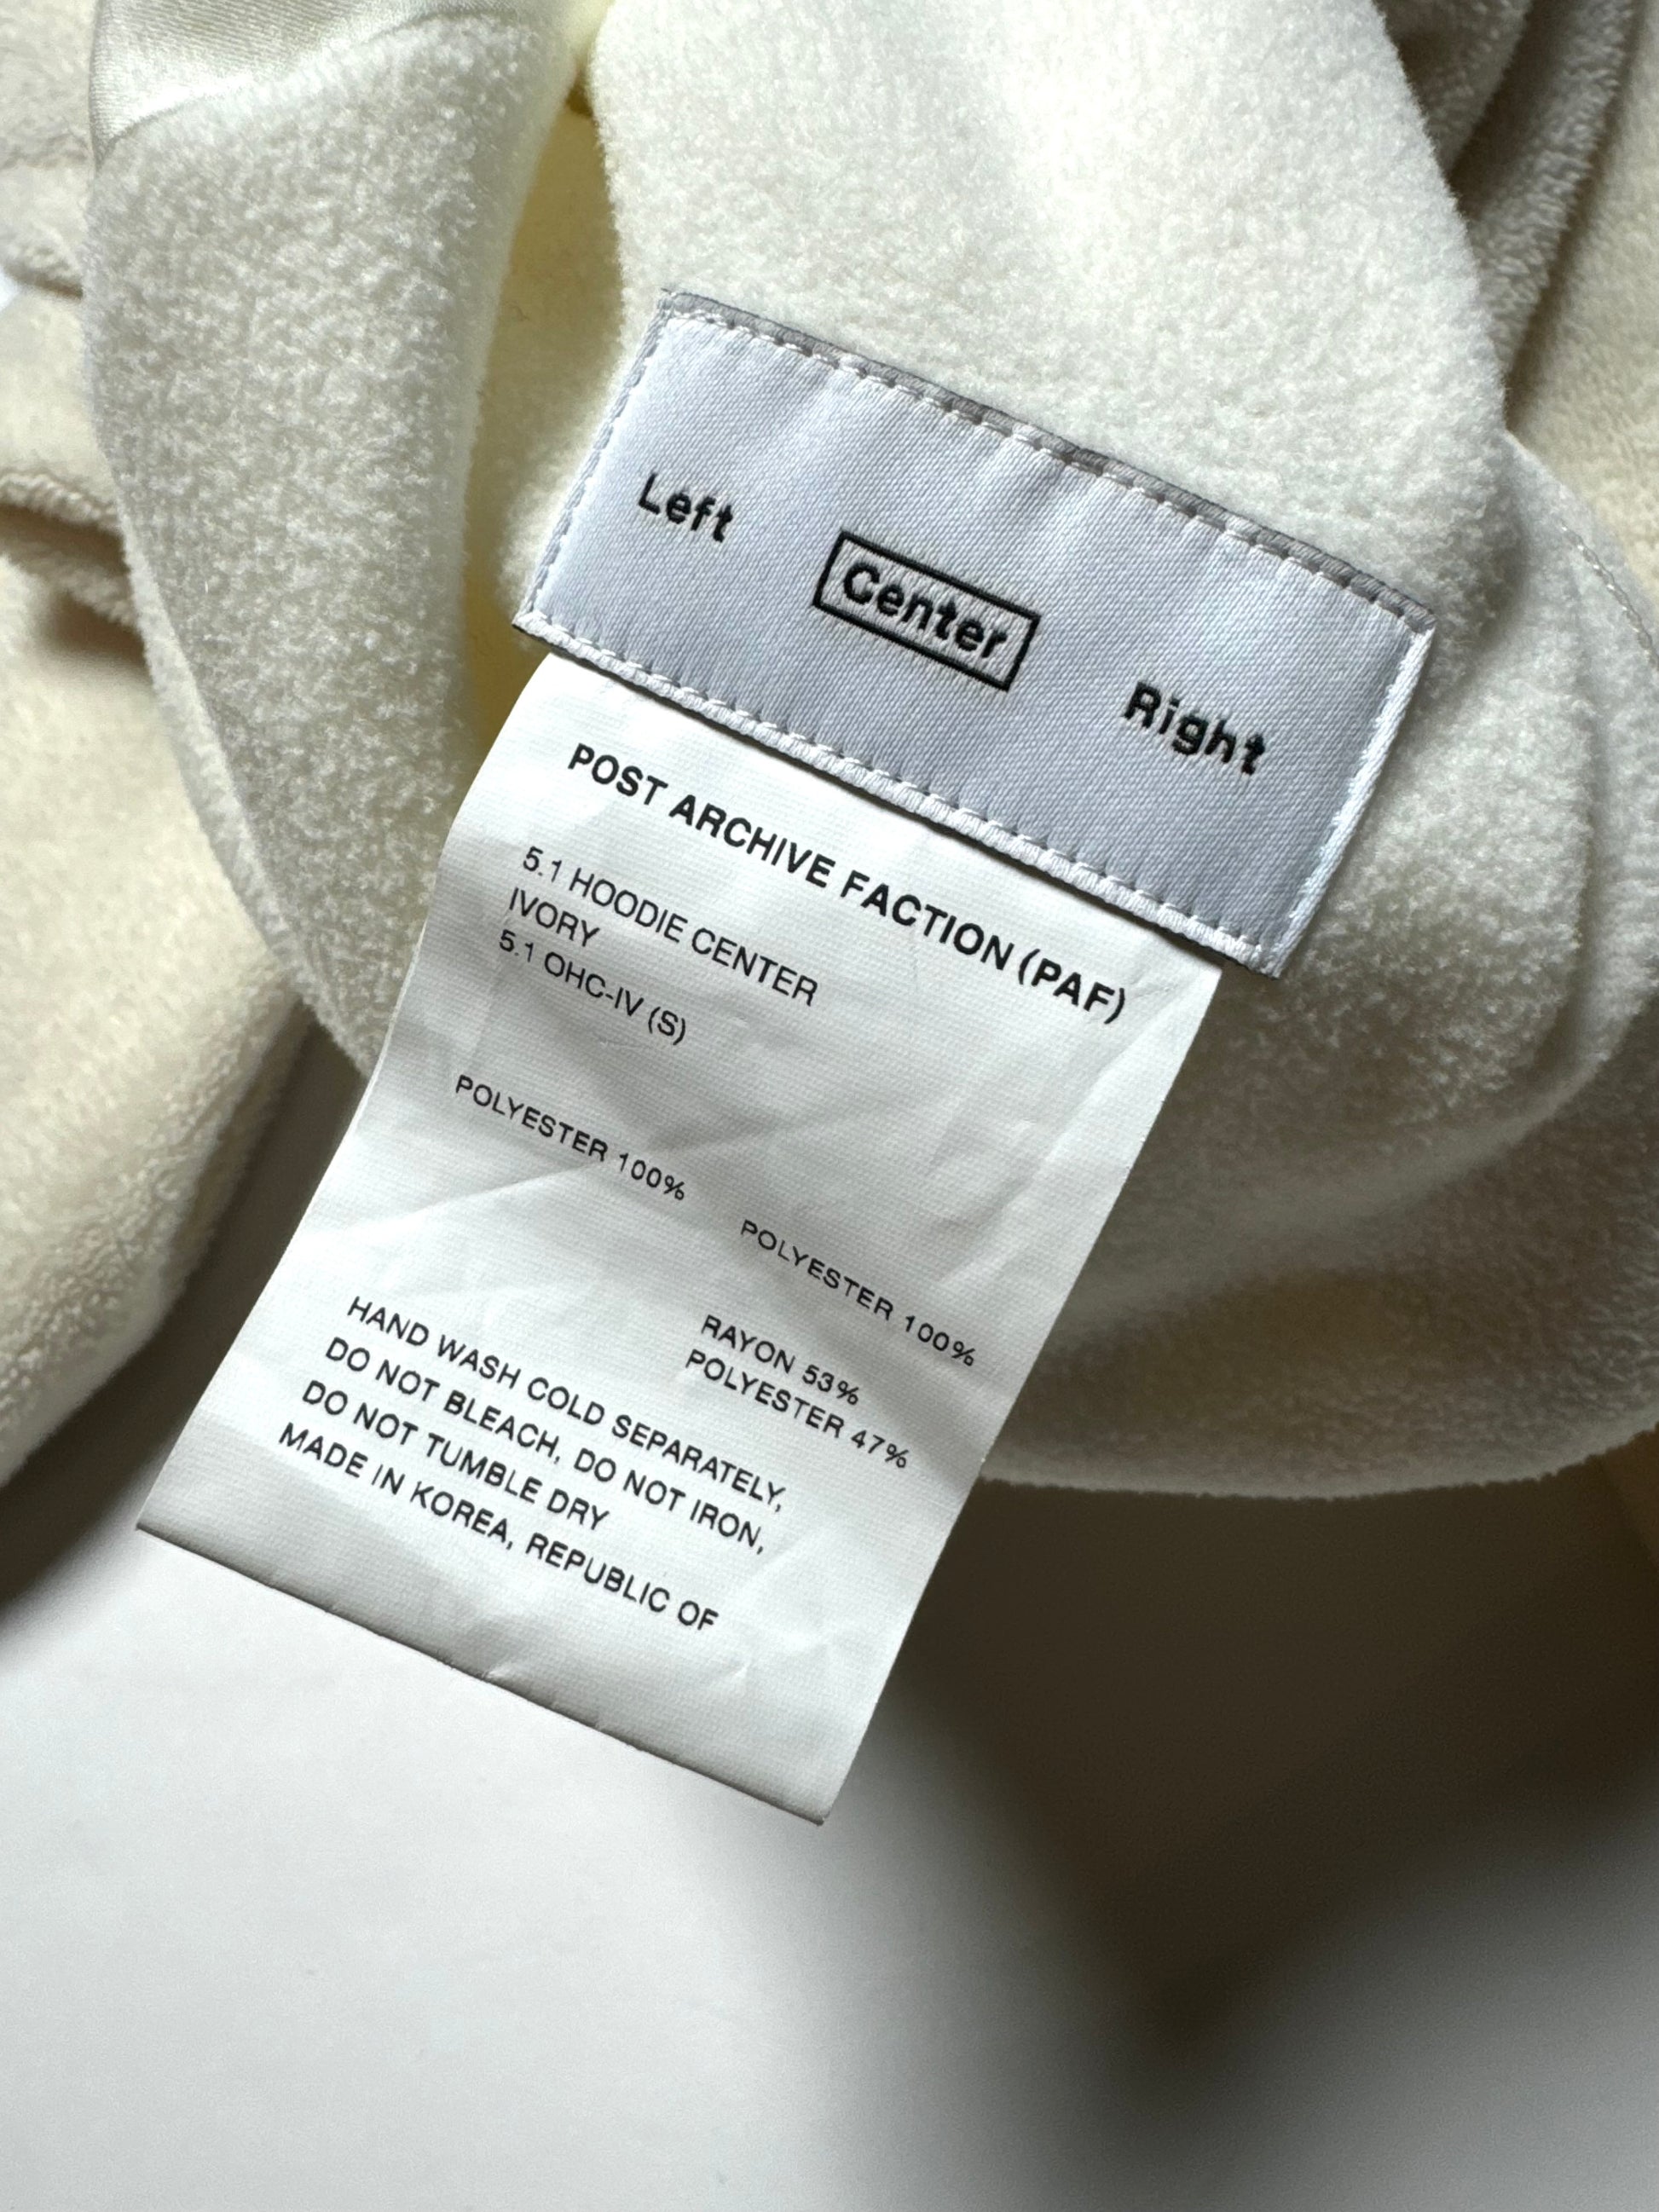 Left Center Right
POST ARCHIVE FACTION (PAF)
5.1 HOODIE CENTER
IVORY
5.1 OHC-IV (S)
POLYESTER 100%
POLYESTER 100%
RAYON 53%
POLYESTER 47%
HAND WASH COLD SEPARATELY,
DO NOT BLEACH, DO NOT IRON,
DO NOT TUMBLE DRY
MADE IN KOREA, REPUBLIC OF